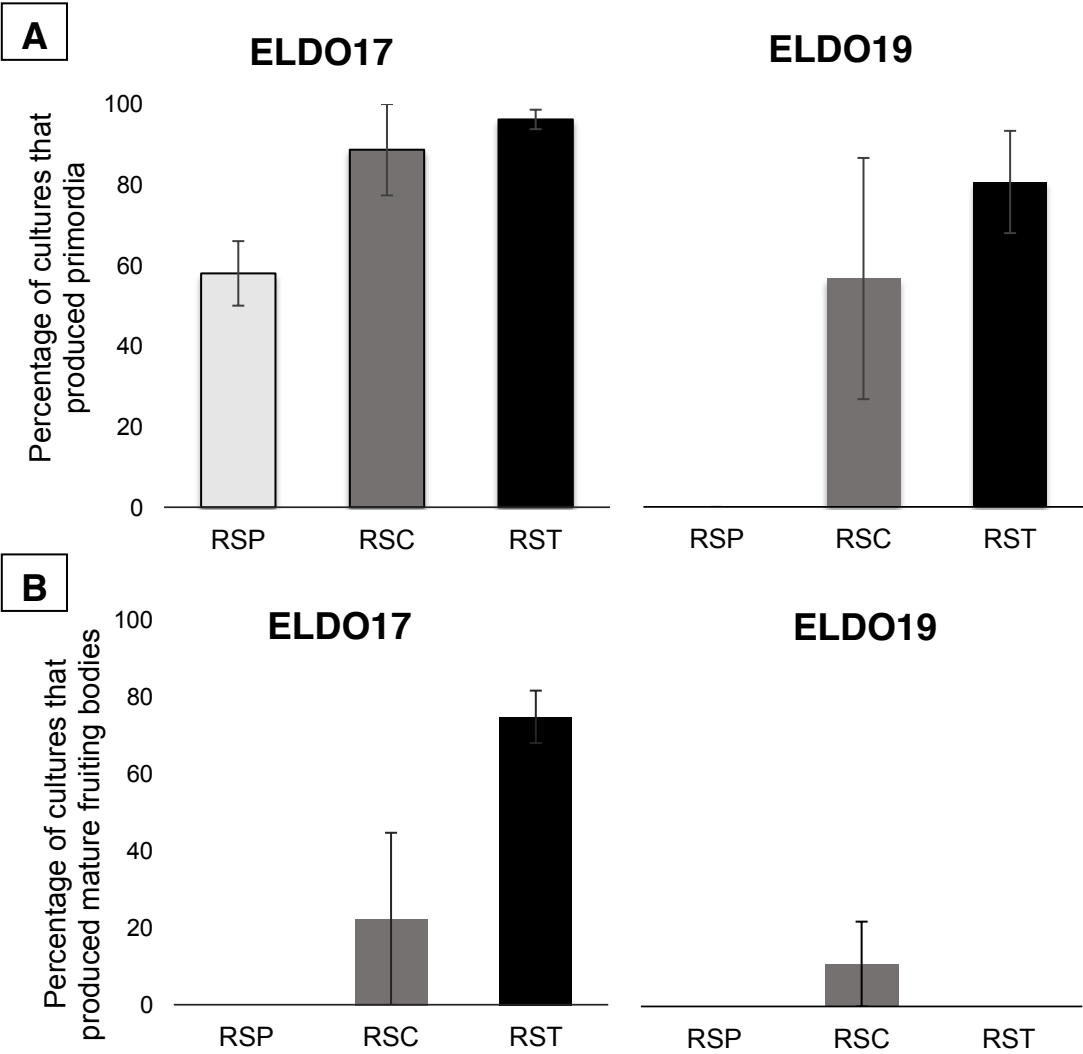 A
ELDO17
ELDO19
Percentage of cultures that
produced primordia
100
80
60
40
20
0
RSP
RSC
RST
RSP
RSC
RST
B
ELDO17
ELDO19
Percentage of cultures that
produced mature fruiting bodies
100
80
60
40
20
0
RSP
RSC
RST
RSP
RSC
RST